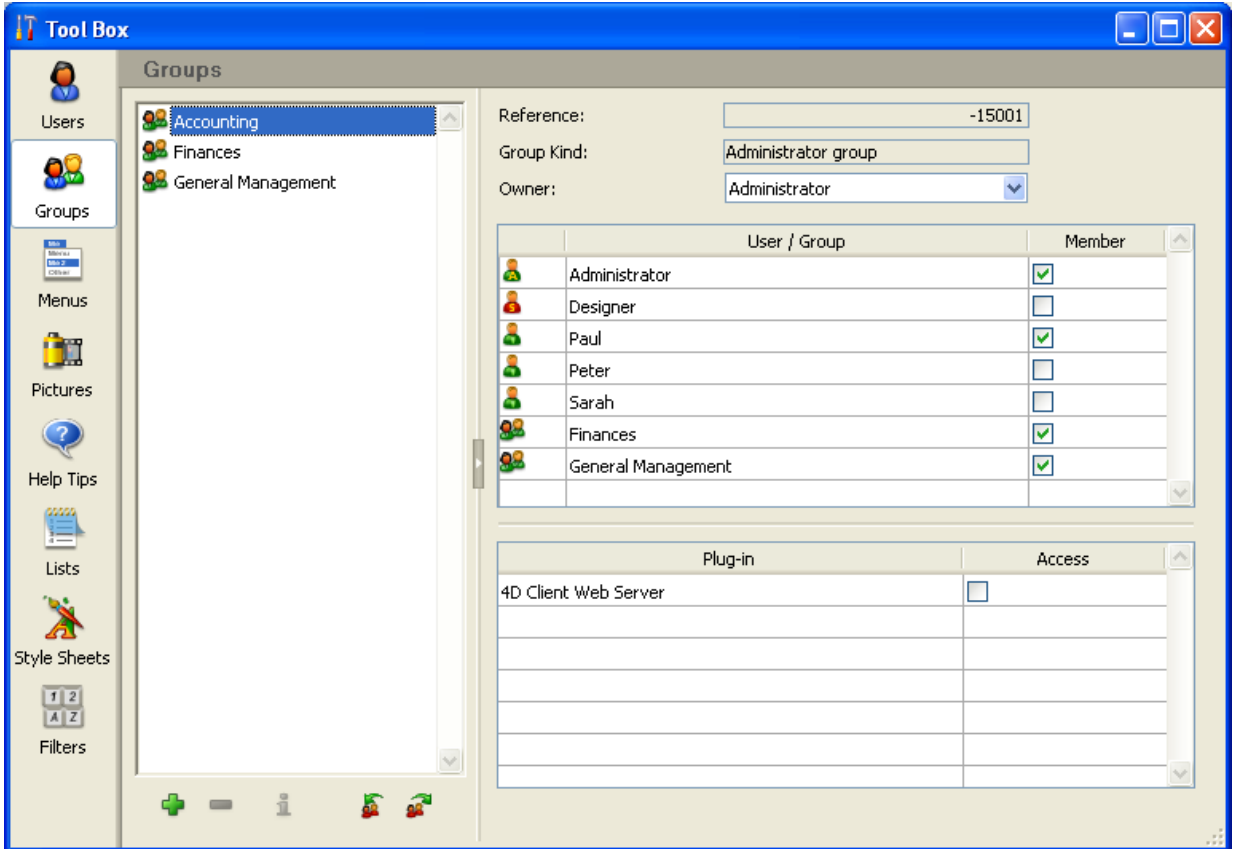 Tool Box
Groups
Users
Groups
Menus
Pictures
Help Tips
Lists
Style Sheets
Filters
Accounting
Finances
General Management
Reference: -15001
Group Kind: Administrator group
Owner: Administrator
User / Group Member
Administrator
Designer
Paul
Peter
Sarah
Finances
General Management
Plug-in Access
4D Client Web Server